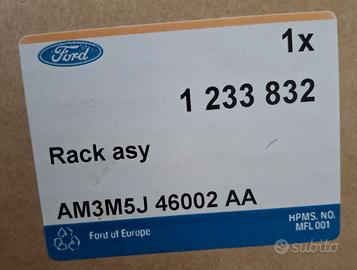 Ford
1x
1 233 832
Rack asy
AM3M5J 46002 AA
Ford of Europe
HPMS. NO.
MFL 001
subito